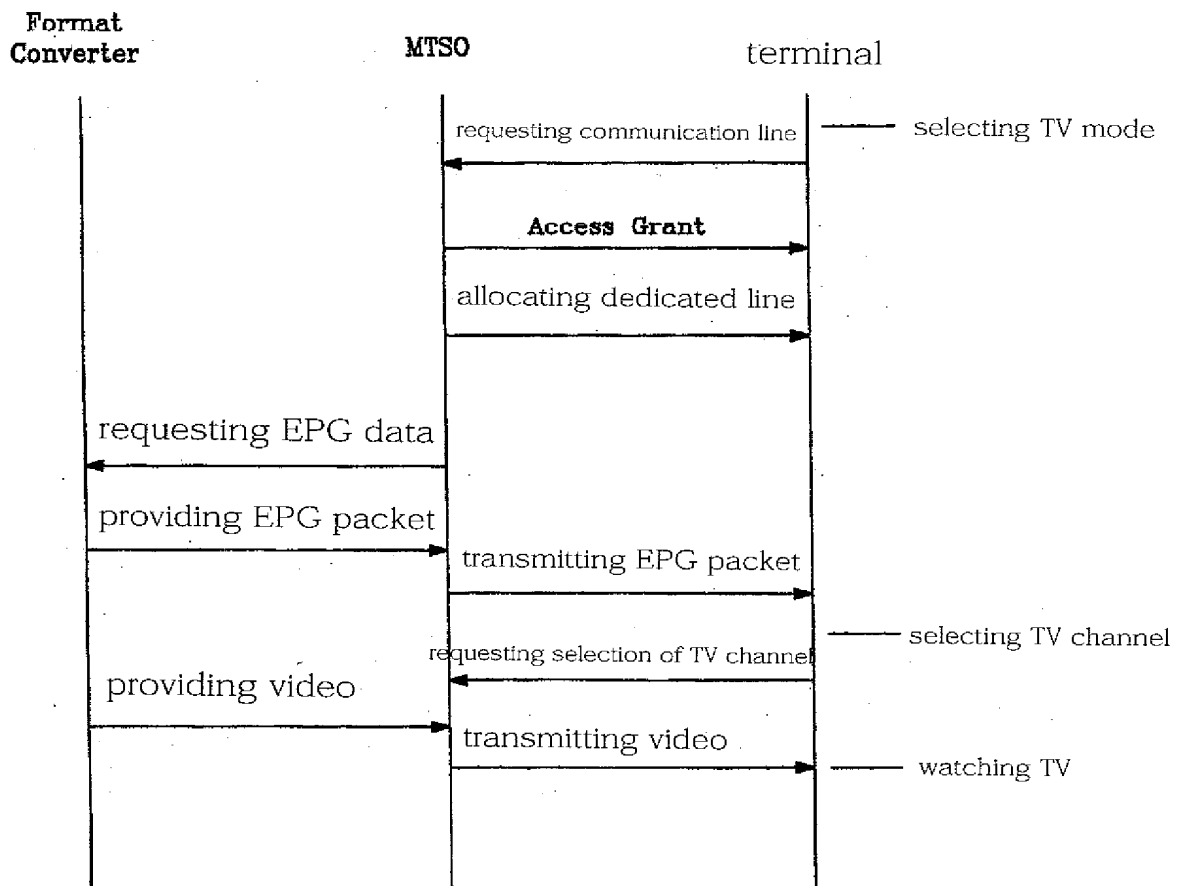 Format
Converter
MTSO
terminal
requesting communication line
selecting TV mode
Access Grant
allocating dedicated line
requesting EPG data
providing EPG packet
transmitting EPG packet
selecting TV channel
requesting selection of TV channel
providing video
transmitting video
watching TV